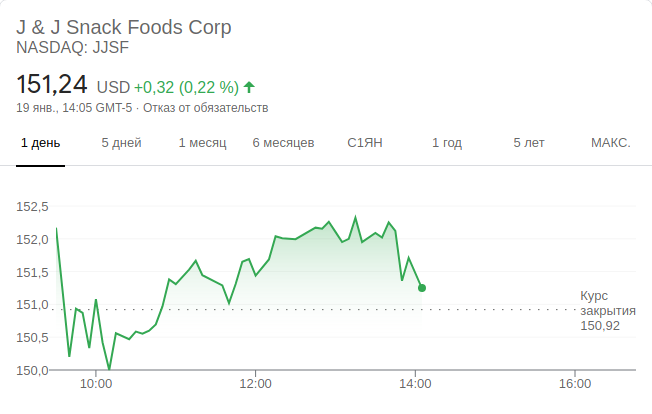 J & J Snack Foods Corp
NASDAQ: JJSF
151,24 USD +0,32 (0,22 %)
19 янв., 14:05 GMT-5 · Отказ от обязательств
1 день 5 дней 1 месяц 6 месяцев С1ЯН 1 год 5 лет МАКС.
152,5
152,0
151,5
151,0
150,5
150,0
Курс
закрытия
150,92
10:00 12:00 14:00 16:00